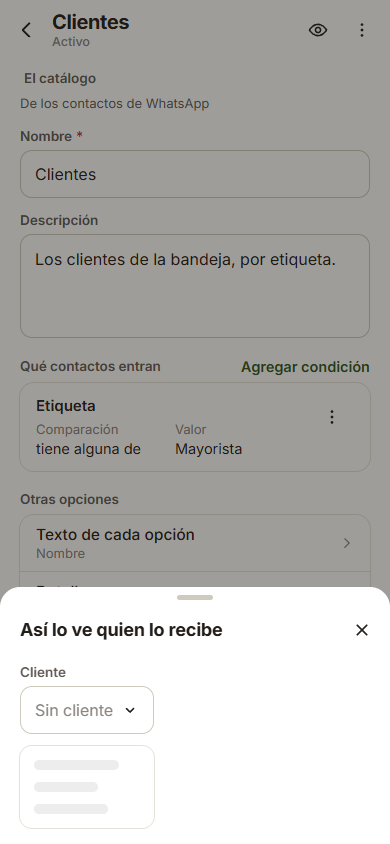 Clientes
Activo
El catálogo
De los contactos de WhatsApp
Nombre *
Clientes
Descripción
Los clientes de la bandeja, por etiqueta.
Qué contactos entran
Agregar condición
Etiqueta
Comparación
Valor
tiene alguna de
Mayorista
Otras opciones
Texto de cada opción
Nombre
Así lo ve quien lo recibe
Cliente
Sin cliente